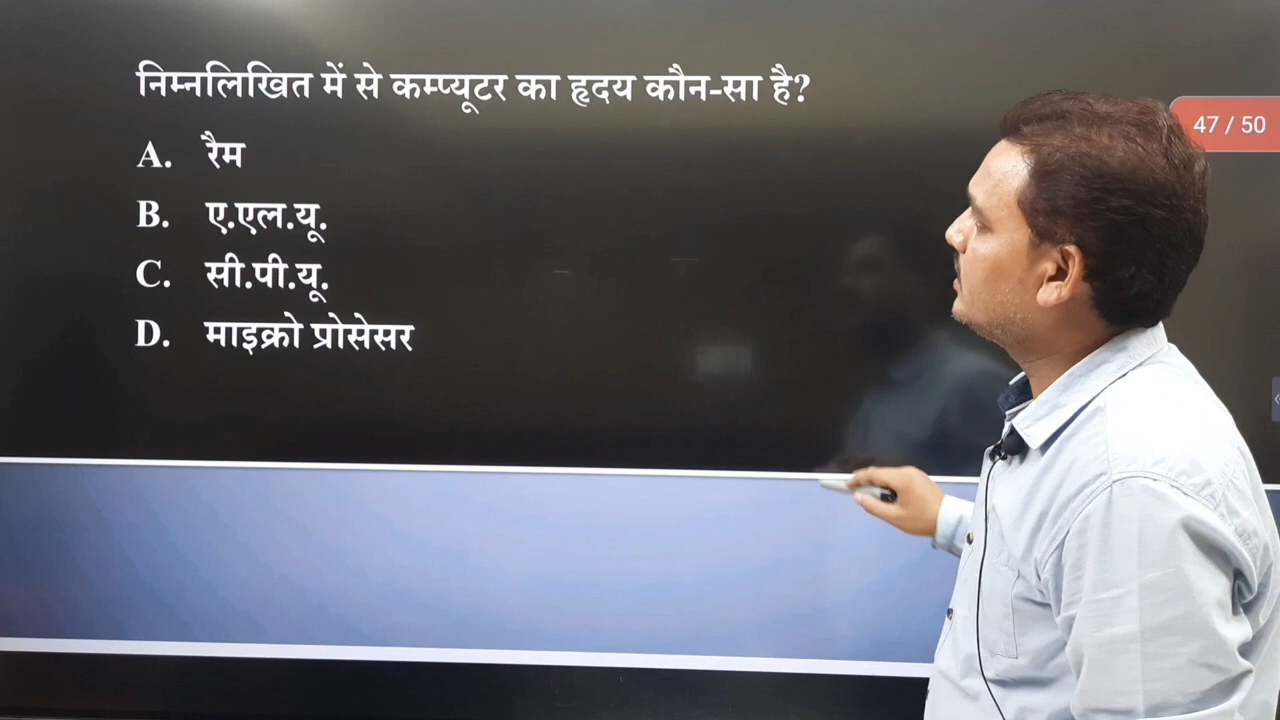 निम्नलिखित में से कम्प्यूटर का हृदय कौन-सा है?
47 / 50
A. रैम
B. ए.एल.यू.
C. सी.पी.यू.
D. माइक्रो प्रोसेसर